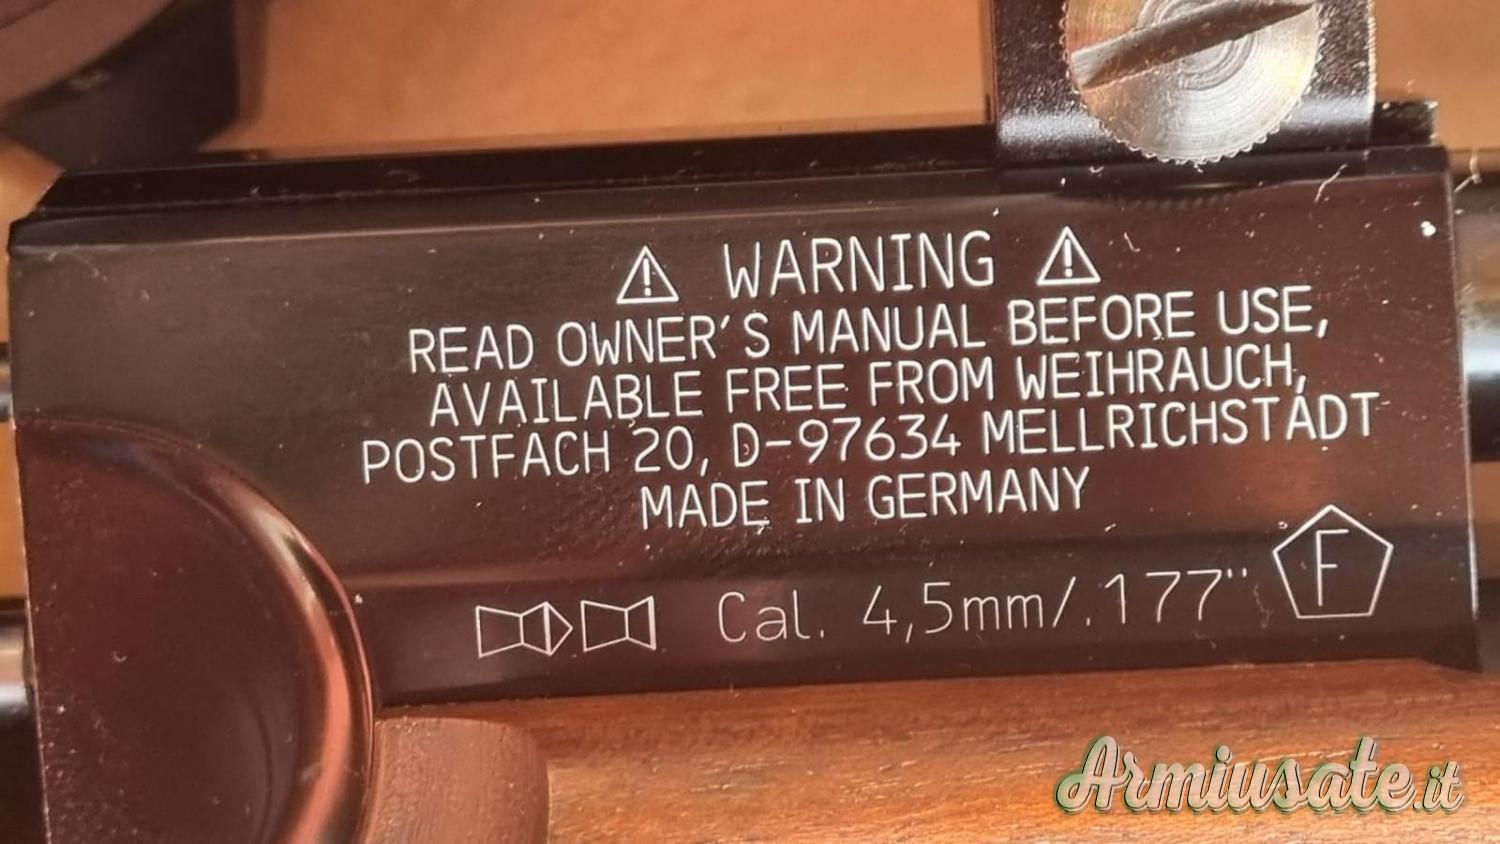 WARNING
READ OWNER'S MANUAL BEFORE USE,
AVAILABLE FREE FROM WEIHRAUCH,
POSTFACH 20, D-97634 MELLRICHSTADT
MADE IN GERMANY
Cal. 4,5mm/.177" F
Armiusate.it